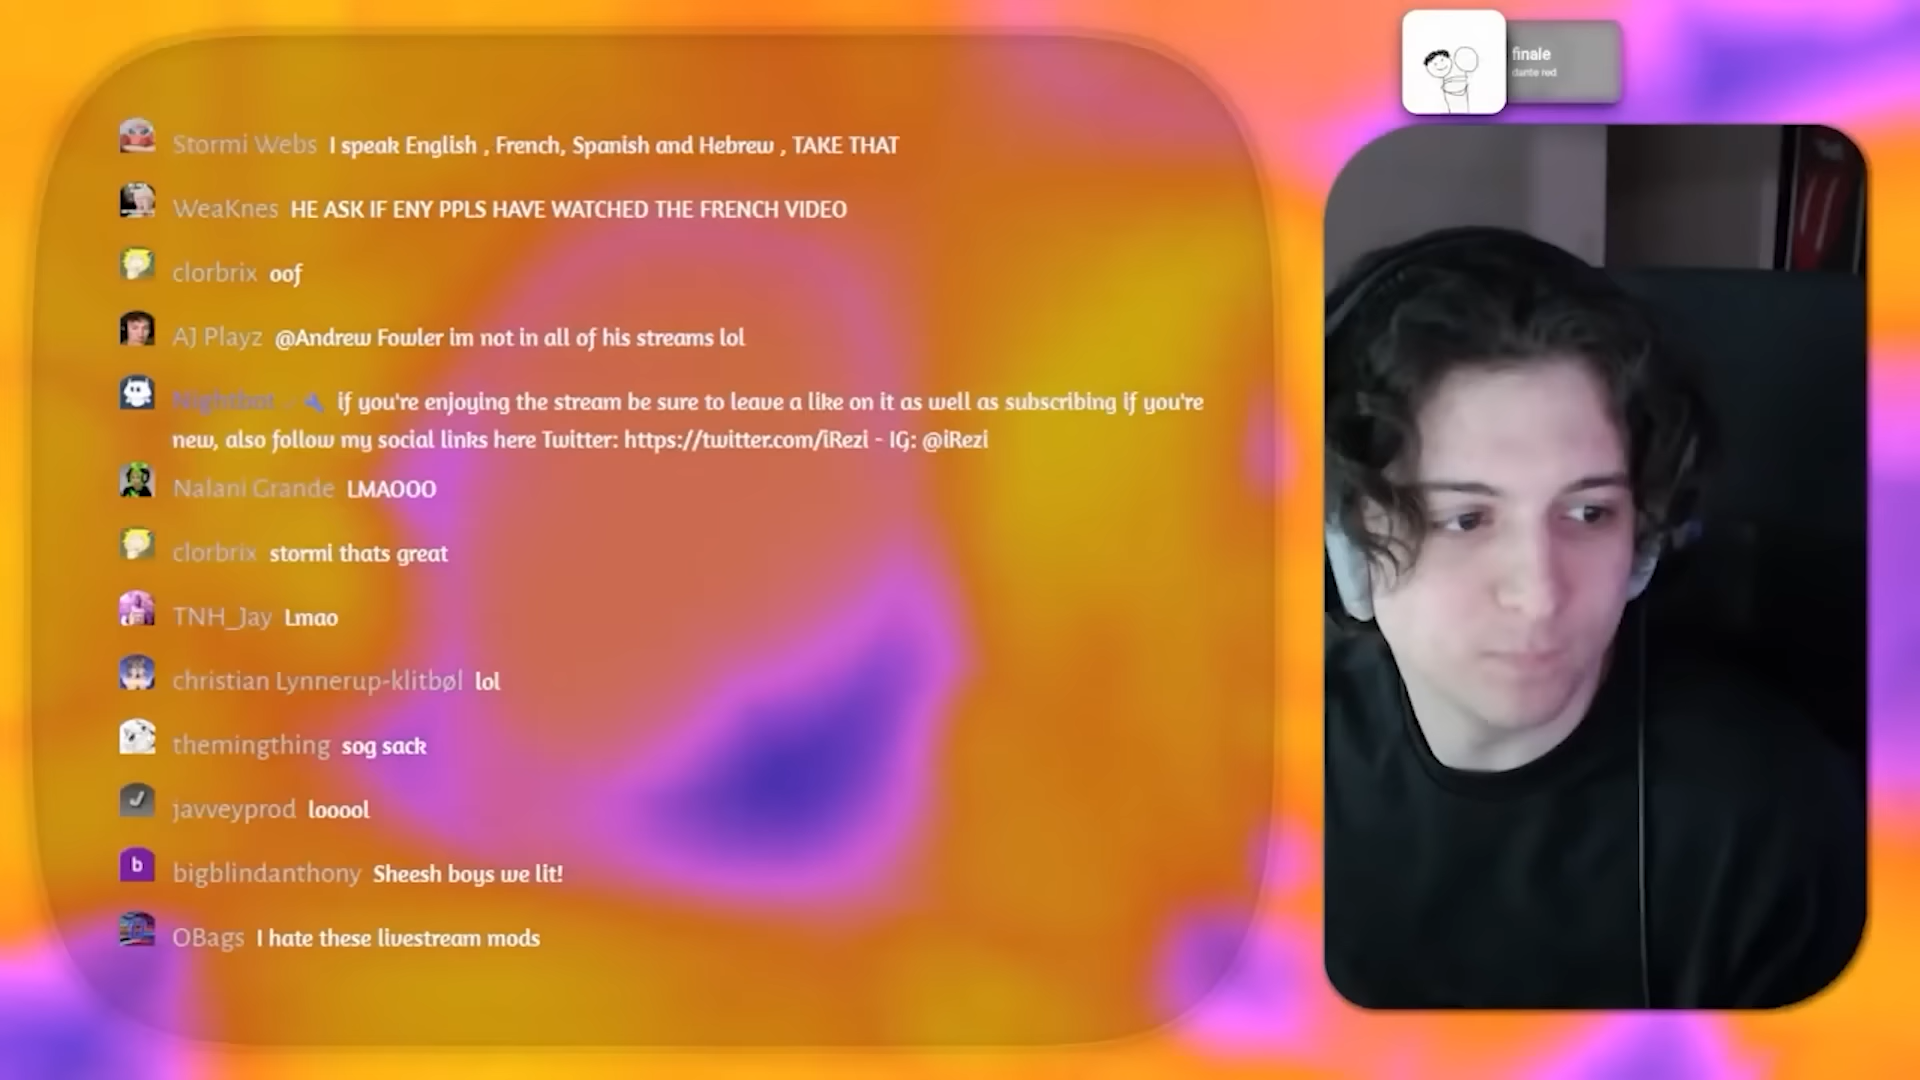 finale
dante red
Stormi Webs I speak English , French, Spanish and Hebrew , TAKE THAT
WeaKnes HE ASK IF ENY PPLS HAVE WATCHED THE FRENCH VIDEO
clorbrix oof
AJ Playz @Andrew Fowler im not in all of his streams lol
Nightbot if you're enjoying the stream be sure to leave a like on it as well as subscribing if you're
new, also follow my social links here Twitter: https://twitter.com/iRezi - IG: @iRezi
Nalani Grande LMAOOO
clorbrix stormi thats great
TNH_Jay Lmao
christian Lynnerup-klitbøl lol
themingthing sog sack
javveyprod looool
b bigblindanthony Sheesh boys we lit!
OBags I hate these livestream mods